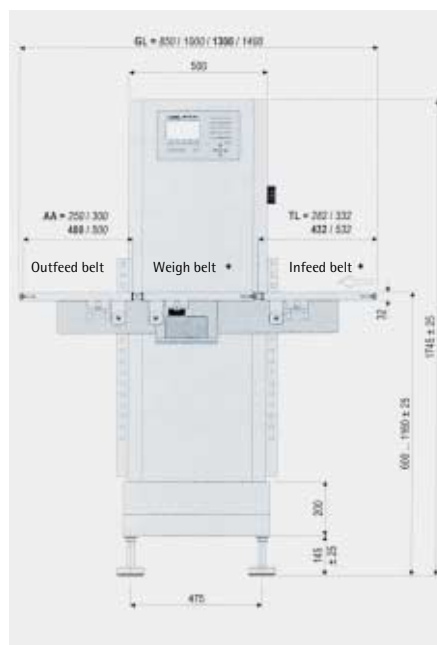 GL = 850 / 1000 / 1300 / 1400
500
AA = 250 / 300
400 / 500
TL = 282 / 332
432 / 532
Outfeed belt
Weigh belt *
Infeed belt *
32
1745 ± 25
600 ... 1160 ± 25
200
145
± 25
475